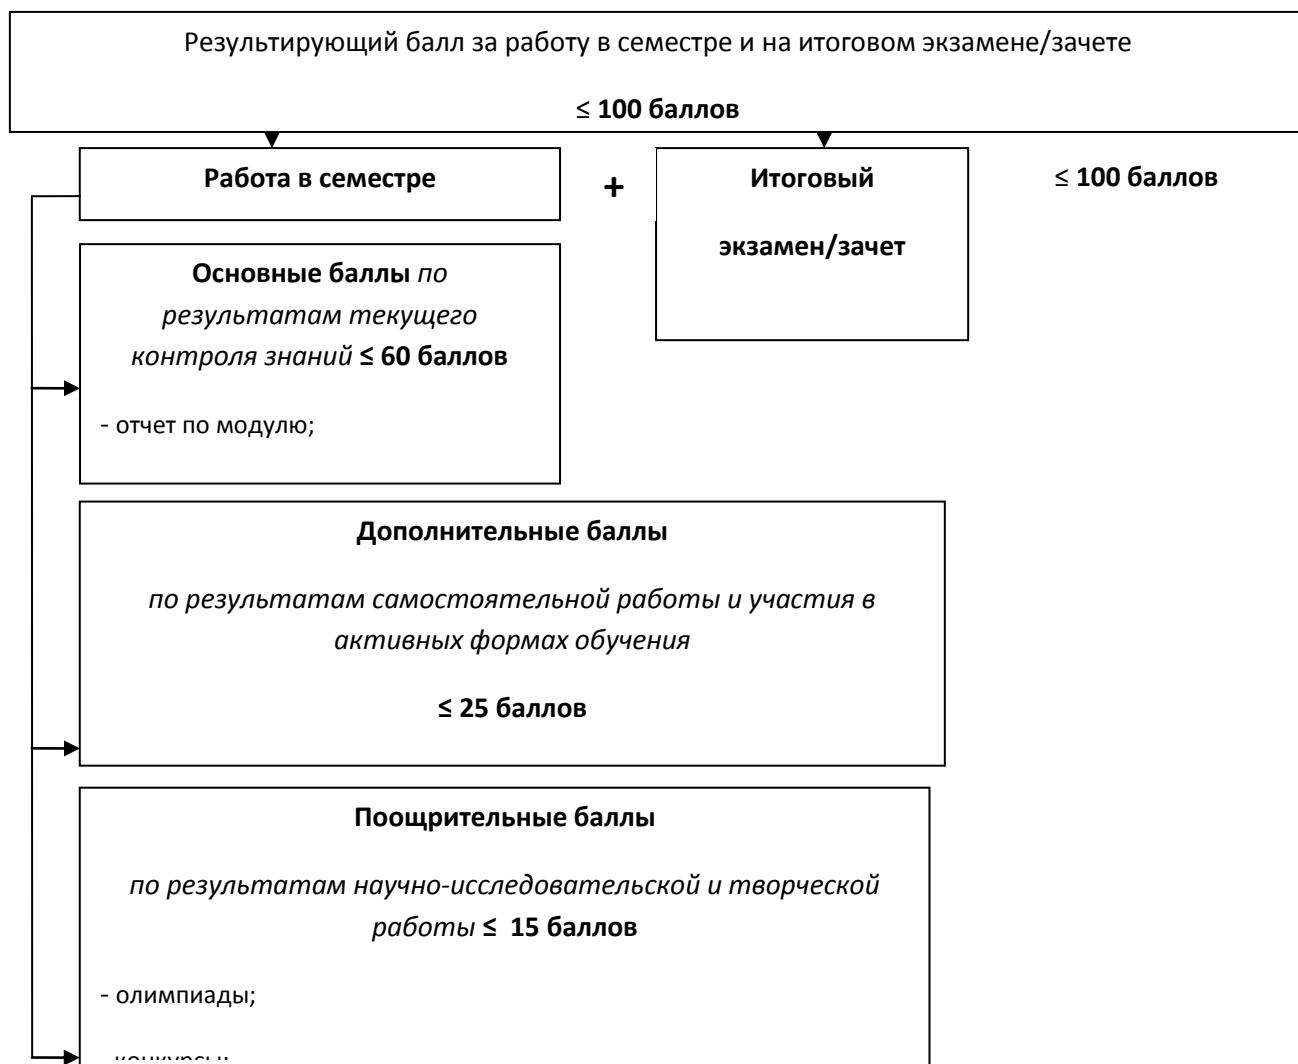 Результирующий балл за работу в семестре и на итоговом экзамене/зачете
≤ 100 баллов
Работа в семестре
+
Итоговый
экзамен/зачет
≤ 100 баллов
Основные баллы по
результатам текущего
контроля знаний ≤ 60 баллов
- отчет по модулю;
Дополнительные баллы
по результатам самостоятельной работы и участия в
активных формах обучения
≤ 25 баллов
Поощрительные баллы
по результатам научно-исследовательской и творческой
работы ≤ 15 баллов
- олимпиады;
конкурсы;